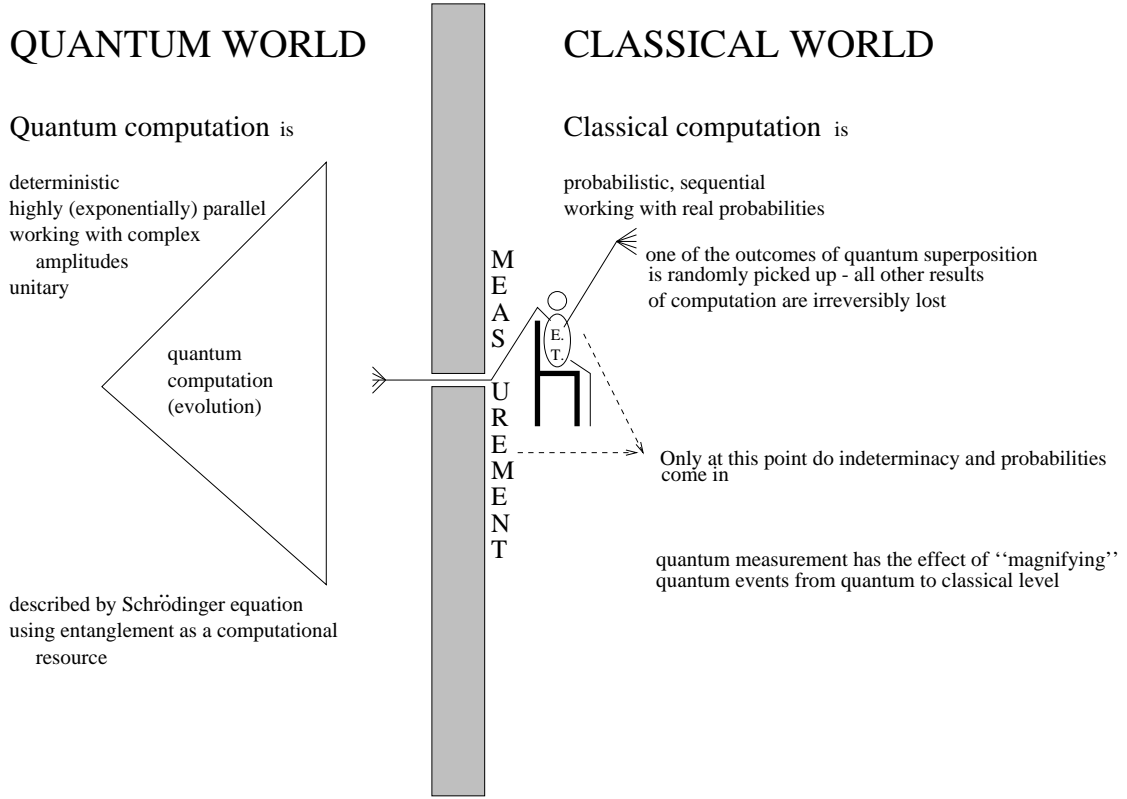 QUANTUM WORLD
Quantum computation is
deterministic
highly (exponentially) parallel
working with complex
amplitudes
unitary
quantum
computation
(evolution)
described by Schrödinger equation
using entanglement as a computational
resource
MEAS UREMENT
CLASSICAL WORLD
Classical computation is
probabilistic, sequential
working with real probabilities
one of the outcomes of quantum superposition
is randomly picked up - all other results
of computation are irreversibly lost
E.
T.
Only at this point do indeterminacy and probabilities
come in
quantum measurement has the effect of ‘‘magnifying’’
quantum events from quantum to classical level